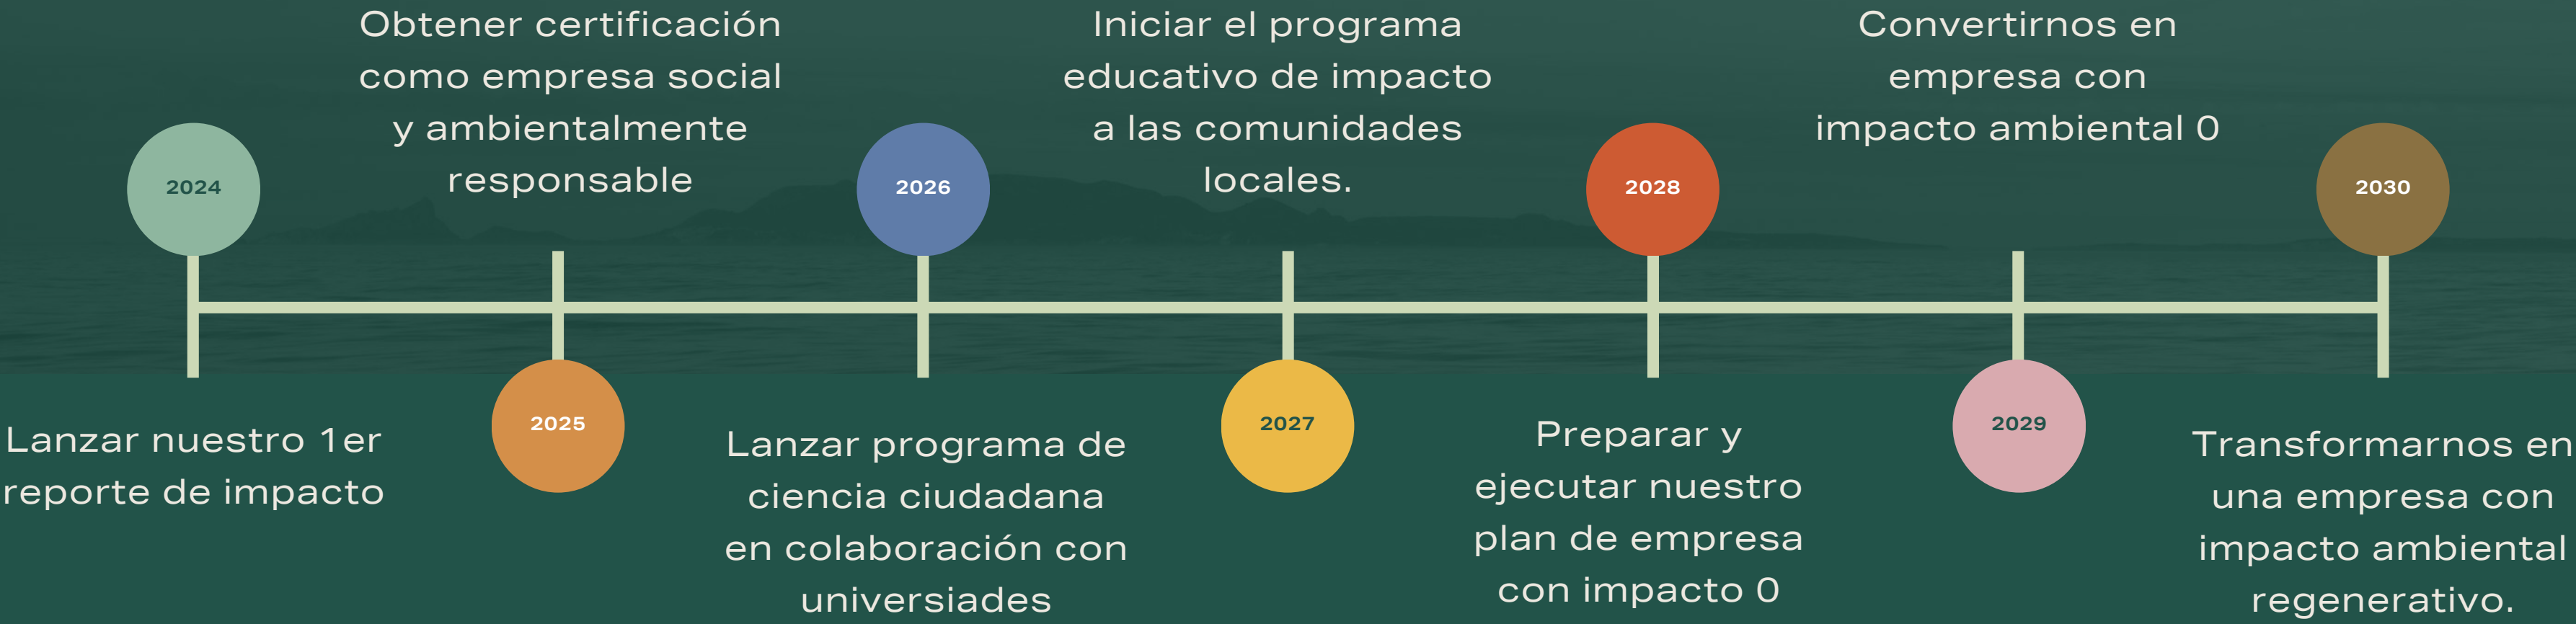 2024
Lanzar nuestro 1er
reporte de impacto
Obtener certificación
como empresa social
y ambientalmente
responsable
2025
2026
Lanzar programa de
ciencia ciudadana
en colaboración con
universiades
Iniciar el programa
educativo de impacto
a las comunidades
locales.
2027
2028
Preparar y
ejecutar nuestro
plan de empresa
con impacto 0
Convertirnos en
empresa con
impacto ambiental 0
2029
2030
Transformarnos en
una empresa con
impacto ambiental
regenerativo.